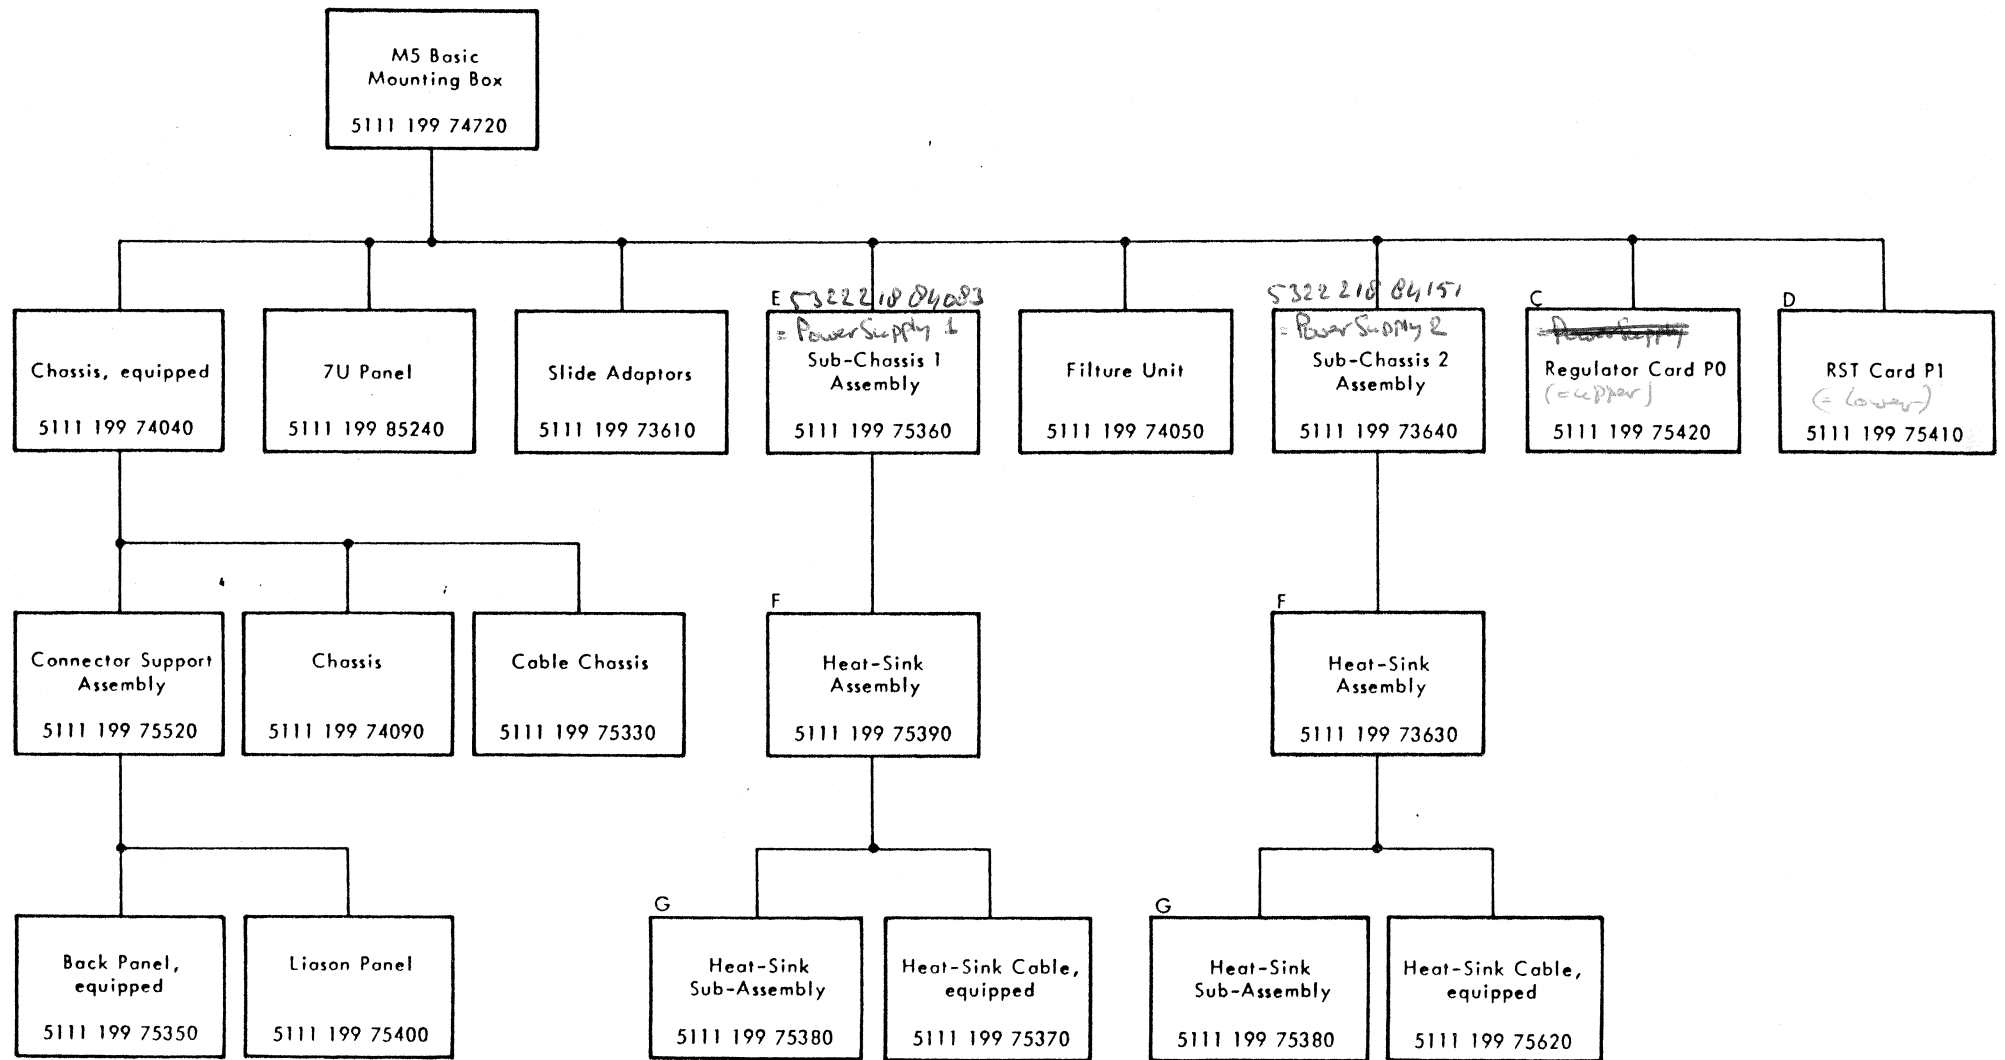 M5 Basic
Mounting Box
5111 199 74720
E 5322 218 84083
5322 218 84151
C
D
Chassis, equipped
5111 199 74040
7U Panel
5111 199 85240
Slide Adaptors
5111 199 73610
= Power Supply 1
Sub-Chassis 1
Assembly
5111 199 75360
Filture Unit
5111 199 74050
= Power Supply 2
Sub-Chassis 2
Assembly
5111 199 73640
= Power Supply
Regulator Card P0
(= upper)
5111 199 75420
RST Card P1
(= lower)
5111 199 75410
Connector Support
Assembly
5111 199 75520
Chassis
5111 199 74090
Cable Chassis
5111 199 75330
F
Heat-Sink
Assembly
5111 199 75390
F
Heat-Sink
Assembly
5111 199 73630
Back Panel,
equipped
5111 199 75350
Liason Panel
5111 199 75400
G
Heat-Sink
Sub-Assembly
5111 199 75380
Heat-Sink Cable,
equipped
5111 199 75370
G
Heat-Sink
Sub-Assembly
5111 199 75380
Heat-Sink Cable,
equipped
5111 199 75620